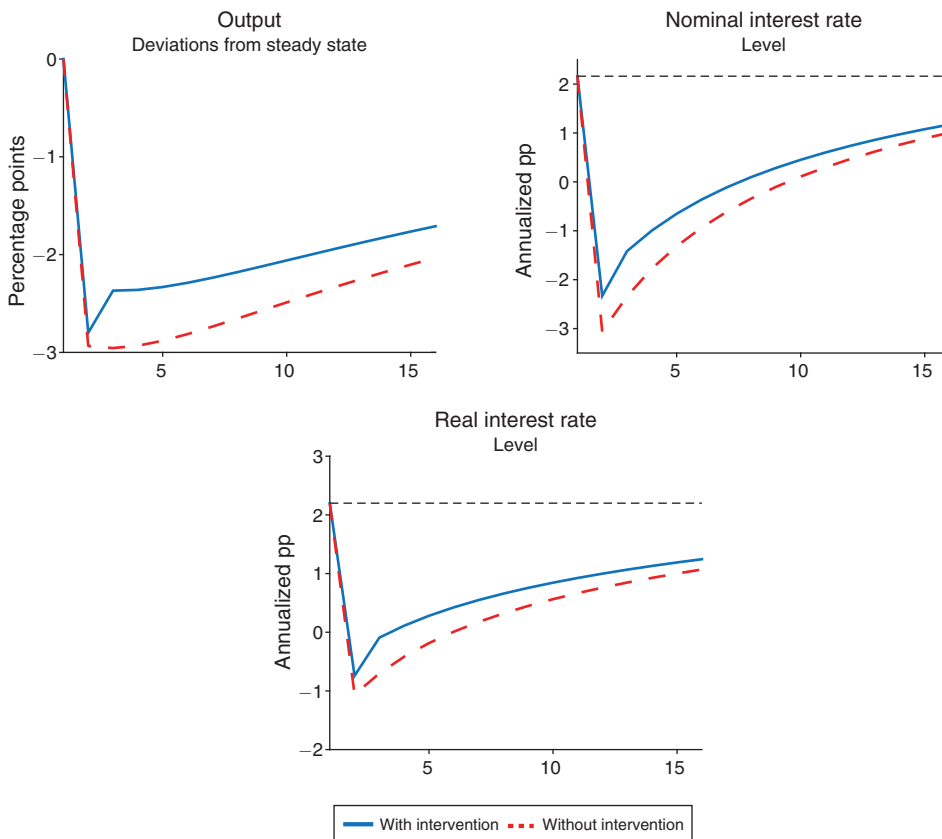 Output
Deviations from steady state
Percentage points
0
−1
−2
−3
5
10
15
Nominal interest rate
Level
Annualized pp
2
1
0
−1
−2
−3
5
10
15
Real interest rate
Level
Annualized pp
3
2
1
0
−1
−2
5
10
15
With intervention
Without intervention